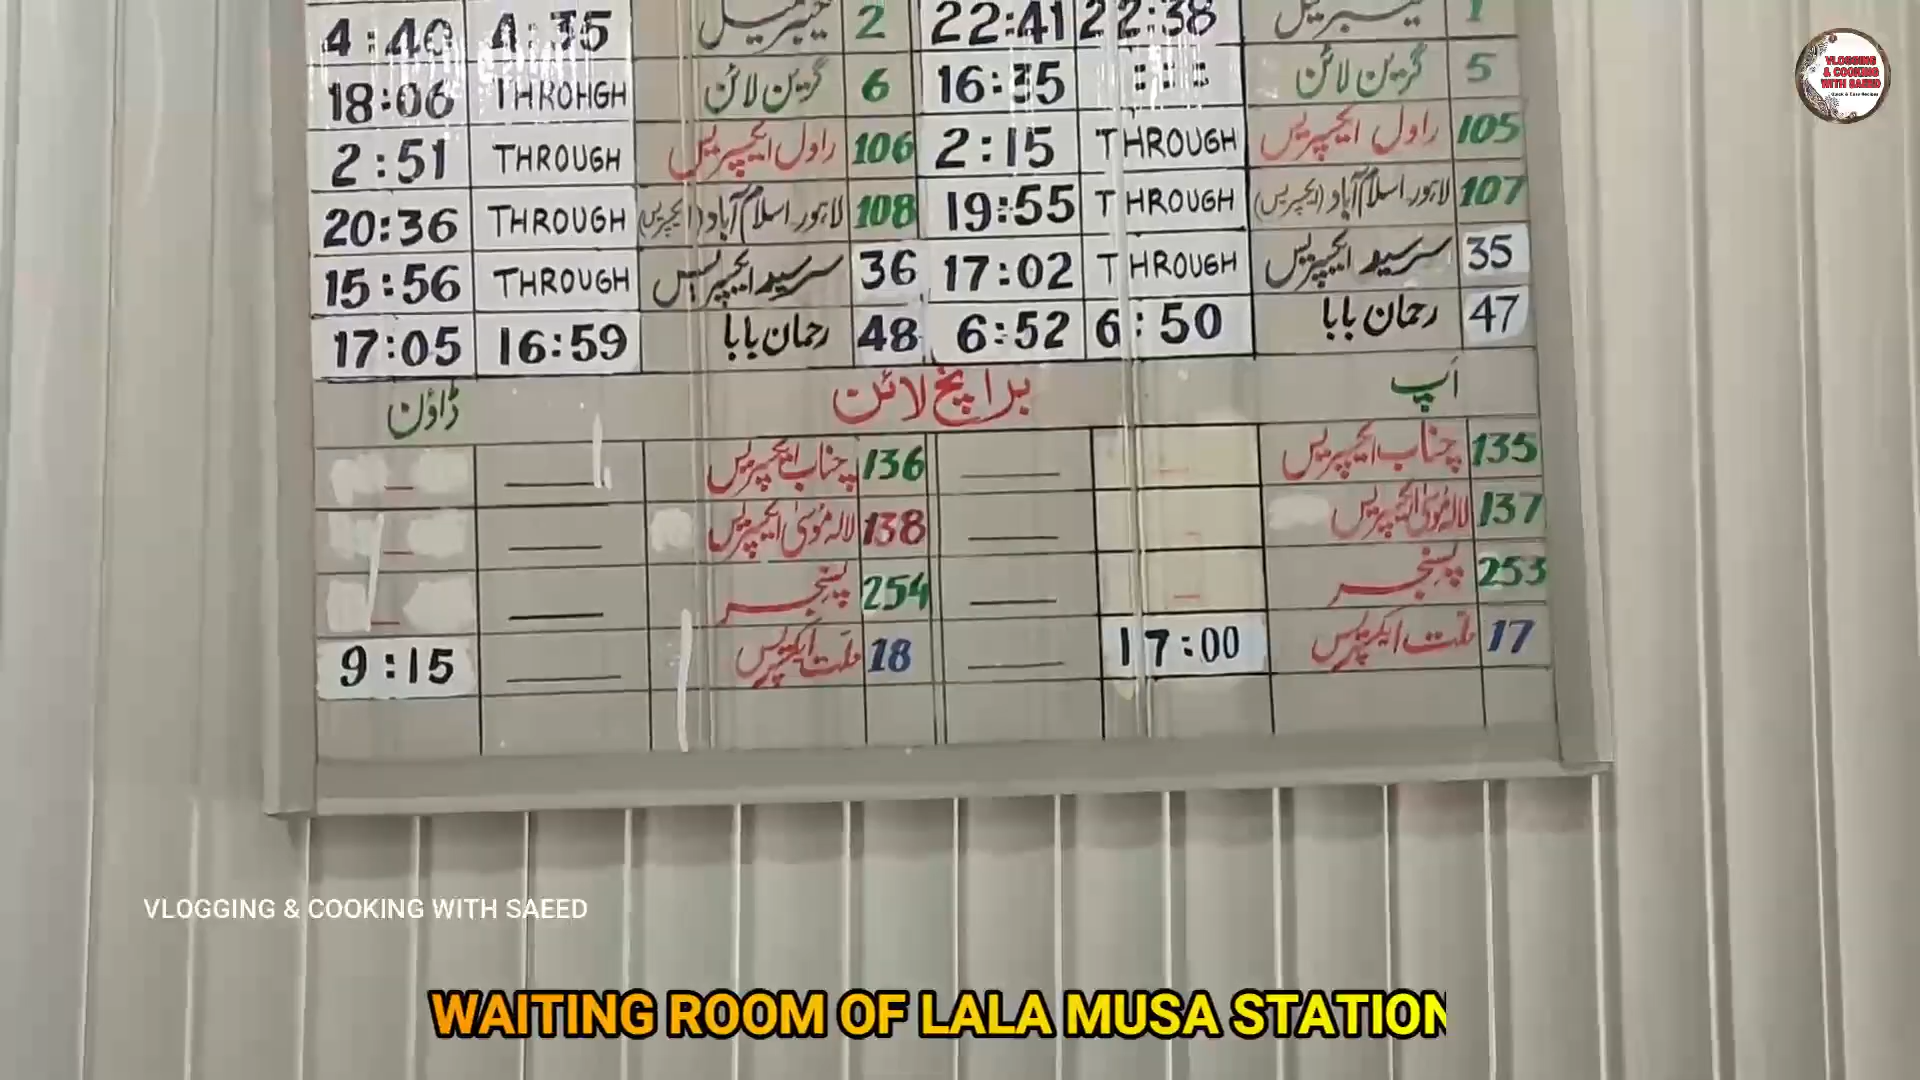 4:40 4:35 خیبر میل 2 22:41 22:38 خیبر میل 1
18:06 THROHGH گرین لائن 6 16:35 :::: گرین لائن 5
2:51 THROUGH راول ایکسپریس 106 2:15 THROUGH راول ایکسپریس 105
20:36 THROUGH لاہور۔اسلام آباد (ایکسپریس) 108 19:55 THROUGH لاہور۔اسلام آباد (ایکسپریس) 107
15:56 THROUGH سرسید ایکسپریس 36 17:02 THROUGH سرسید ایکسپریس 35
17:05 16:59 رحمان بابا 48 6:52 6:50 رحمان بابا 47
ڈاؤن برانچ لائن اَپ
چناب ایکسپریس 136 چناب ایکسپریس 135
لالہ موسیٰ ایکسپریس 138 لالہ موسیٰ ایکسپریس 137
پسنجر 254 پسنجر 253
9:15 ملت ایکسپریس 18 17:00 ملت ایکسپریس 17
VLOGGING & COOKING WITH SAEED
WAITING ROOM OF LALA MUSA STATION
VLOGGING
& COOKING
WITH SAEED